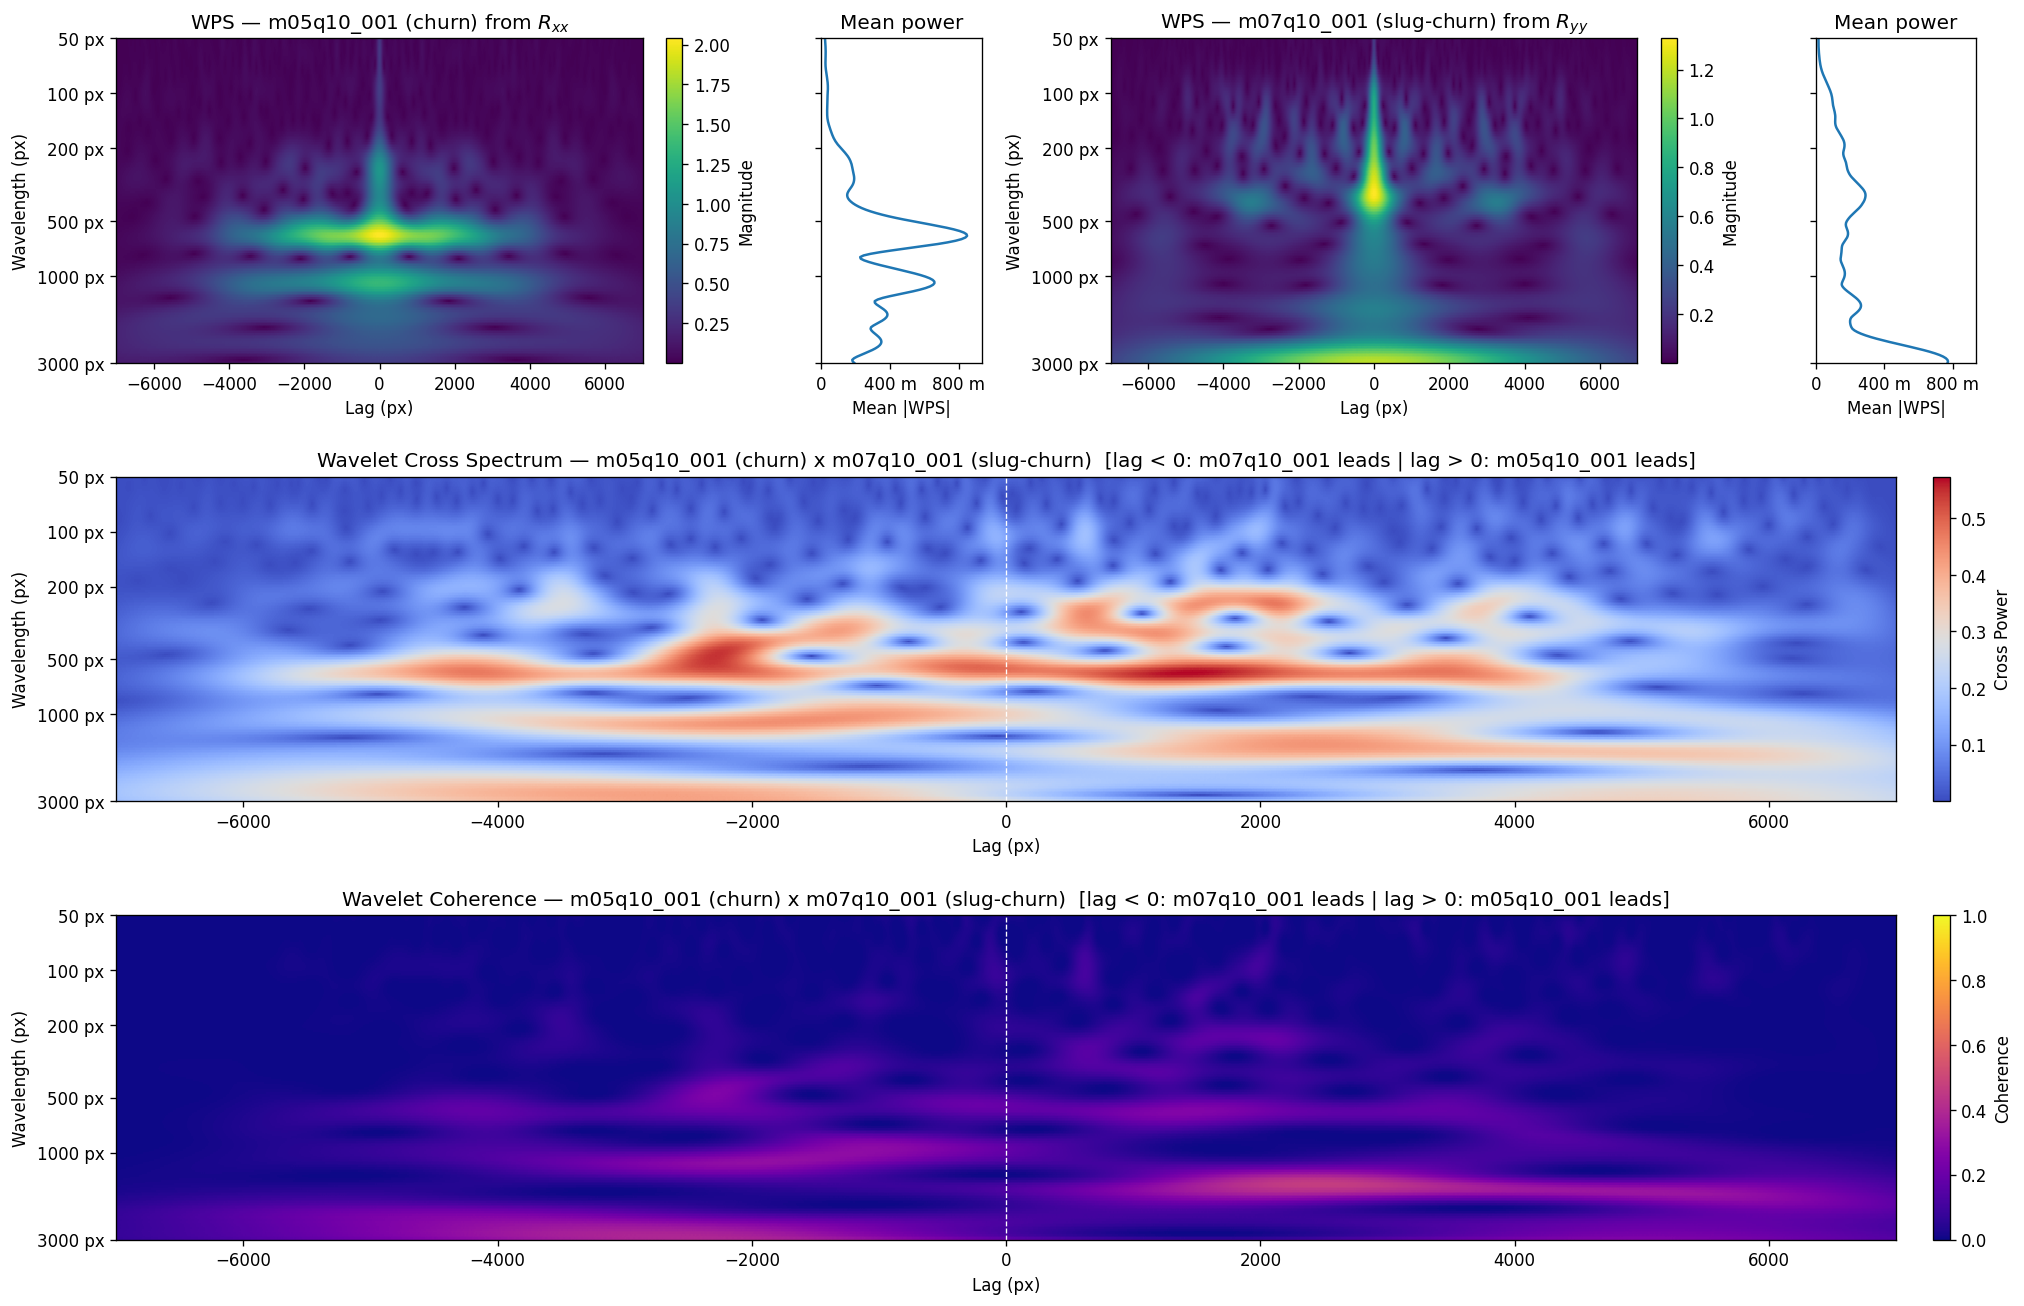 WPS — m05q10_001 (churn) from Rxx
Wavelength (px)
50 px
100 px
200 px
500 px
1000 px
3000 px
−6000 −4000 −2000 0 2000 4000 6000
Lag (px)
2.00
1.75
1.50
1.25
1.00
0.75
0.50
0.25
Magnitude
Mean power
0 400 m 800 m
Mean |WPS|
WPS — m07q10_001 (slug-churn) from Ryy
Wavelength (px)
50 px
100 px
200 px
500 px
1000 px
3000 px
−6000 −4000 −2000 0 2000 4000 6000
Lag (px)
1.2
1.0
0.8
0.6
0.4
0.2
Magnitude
Mean power
0 400 m 800 m
Mean |WPS|
Wavelet Cross Spectrum — m05q10_001 (churn) x m07q10_001 (slug-churn) [lag < 0: m07q10_001 leads | lag > 0: m05q10_001 leads]
Wavelength (px)
50 px
100 px
200 px
500 px
1000 px
3000 px
−6000 −4000 −2000 0 2000 4000 6000
Lag (px)
0.5
0.4
0.3
0.2
0.1
Cross Power
Wavelet Coherence — m05q10_001 (churn) x m07q10_001 (slug-churn) [lag < 0: m07q10_001 leads | lag > 0: m05q10_001 leads]
Wavelength (px)
50 px
100 px
200 px
500 px
1000 px
3000 px
−6000 −4000 −2000 0 2000 4000 6000
Lag (px)
1.0
0.8
0.6
0.4
0.2
0.0
Coherence